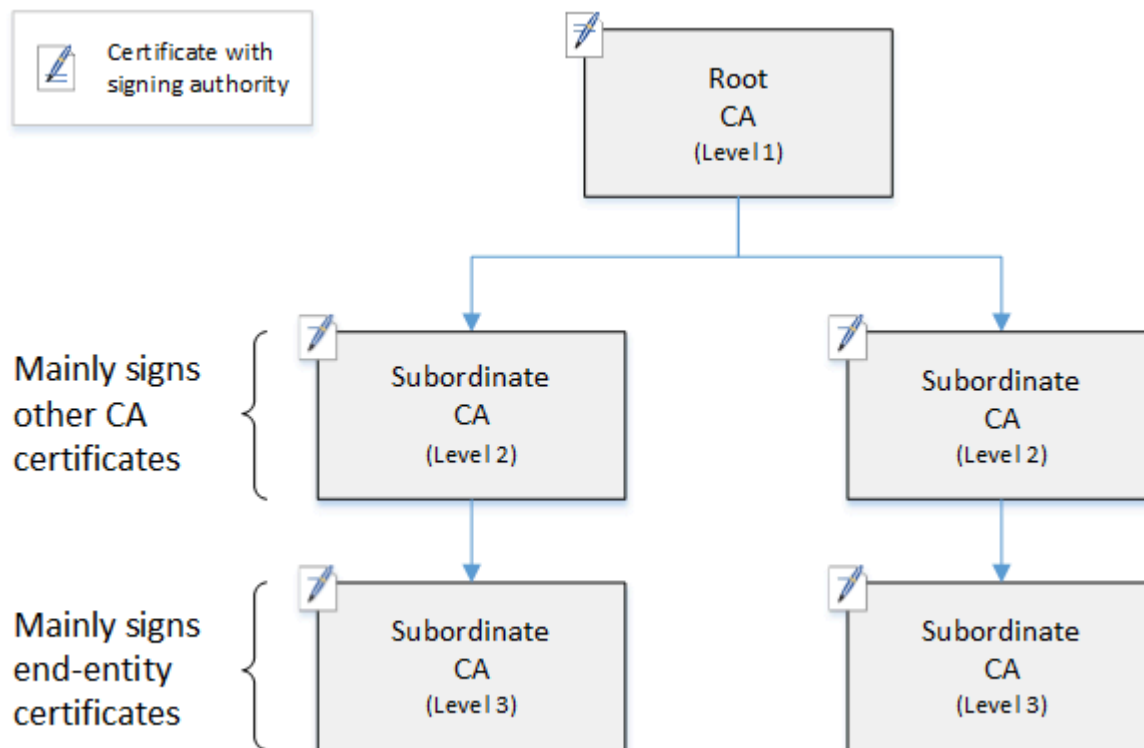 Certificate with
signing authority
Root
CA
(Level 1)
Mainly signs
other CA
certificates
Subordinate
CA
(Level 2)
Subordinate
CA
(Level 2)
Mainly signs
end-entity
certificates
Subordinate
CA
(Level 3)
Subordinate
CA
(Level 3)